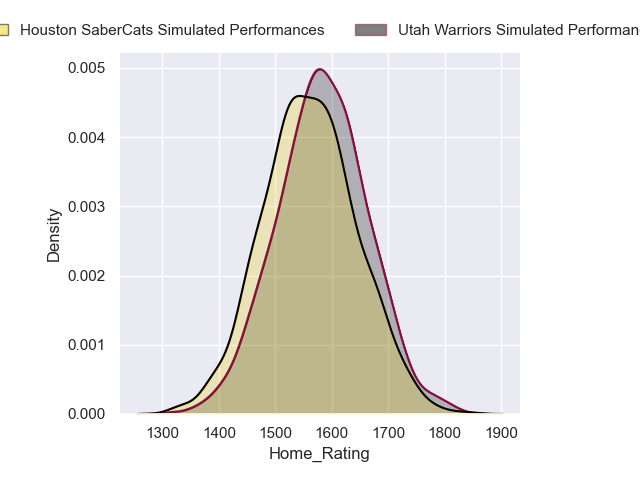 Houston SaberCats Simulated Performances
Utah Warriors Simulated
0.005
0.004
0.003
0.002
0.001
0.000
Density
1300 1400 1500 1600 1700 1800 1900
Home_Rating